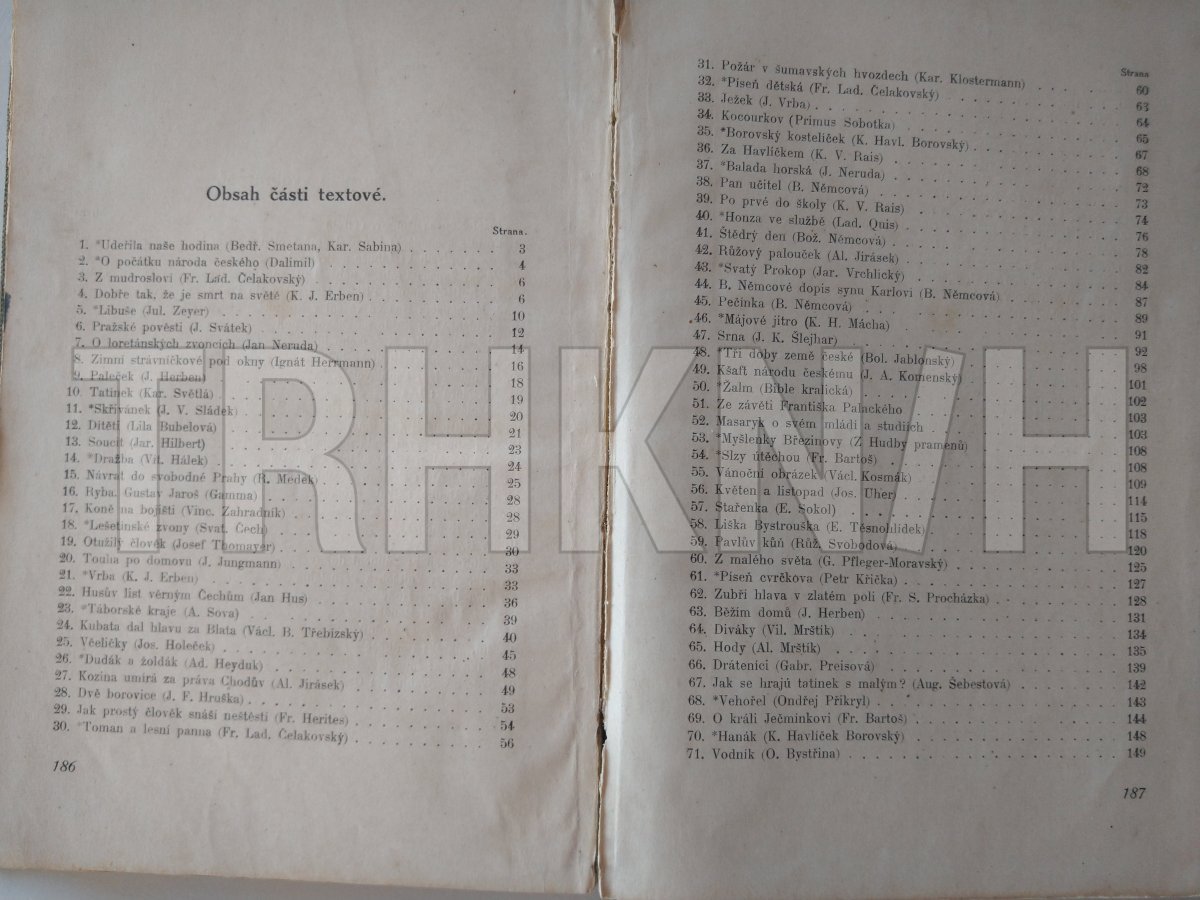 Obsah části textové.
Strana.
1. *Udeřila naše hodina (Bedř. Smetana, Kar. Sabina) 3
2. *O počátku národa českého (Dalimil) 4
3. Z mudrosloví (Fr. Lad. Čelakovský) 6
4. Dobře tak, že je smrt na světě (K. J. Erben) 6
5. *Libuše (Jul. Zeyer) 10
6. Pražské pověsti (J. Svátek) 12
7. O loretánských zvoncích (Jan Neruda) 14
8. Zimní strávníčkové pod okny (Ignát Herrmann) 16
9. Paleček (J. Herben) 18
10. Tatínek (Kar. Světlá) 19
11. *Skřivánek (J. V. Sládek) 20
12. Dítěti (Lila Bubelová) 21
13. Soucit (Jar. Hilbert) 23
14. *Dražba (Vít. Hálek) 24
15. Návrat do svobodné Prahy (R. Medek) 25
16. Ryba. Gustav Jaroš (Gamma) 28
17. Koně na bojišti (Vinc. Zahradník) 28
18. *Lešetínské zvony (Svat. Čech) 29
19. Otužilý člověk (Josef Thomayer) 30
20. Touha po domovu (J. Jungmann) 33
21. *Vrba (K. J. Erben) 33
22. Husův list věrným Čechům (Jan Hus) 36
23. *Táborské kraje (A. Sova) 39
24. Kubata dal hlavu za Blata (Václ. B. Třebízský) 40
25. Včeličky (Jos. Holeček) 45
26. *Dudák a žoldák (Ad. Heyduk) 48
27. Kozina umírá za práva Chodův (Al. Jirásek) 49
28. Dvě borovice (J. F. Hruška) 53
29. Jak prostý člověk snáší neštěstí (Fr. Herites) 54
30. *Toman a lesní panna (Fr. Lad. Čelakovský) 56
186
Strana
31. Požár v šumavských hvozdech (Kar. Klostermann) 60
32. *Píseň dětská (Fr. Lad. Čelakovský) 63
33. Ježek (J. Vrba) 64
34. Kocourkov (Primus Sobotka) 65
35. *Borovský kostelíček (K. Havl. Borovský) 67
36. Za Havlíčkem (K. V. Rais) 68
37. *Balada horská (J. Neruda) 72
38. Pan učitel (B. Němcová) 73
39. Po prvé do školy (K. V. Rais) 74
40. *Honza ve službě (Lad. Quis) 76
41. Štědrý den (Bož. Němcová) 78
42. Růžový palouček (Al. Jirásek) 82
43. *Svatý Prokop (Jar. Vrchlický) 84
44. B. Němcové dopis synu Karlovi (B. Němcová) 87
45. Pečínka (B. Němcová) 89
46. *Májové jitro (K. H. Mácha) 91
47. Srna (J. K. Šlejhar) 92
48. *Tři doby země české (Bol. Jablonský) 98
49. Kšaft národu českému (J. A. Komenský) 101
50. *Žalm (Bible kralická) 102
51. Ze závěti Františka Palackého 103
52. Masaryk o svém mládí a studiích 103
53. *Myšlenky Březinovy (Z Hudby pramenů) 108
54. *Slzy útěchou (Fr. Bartoš) 108
55. Vánoční obrázek (Václ. Kosmák) 109
56. Květen a listopad (Jos. Uher) 114
57. Stařenka (E. Sokol) 115
58. Liška Bystrouška (E. Těsnohlídek) 118
59. Pavlův kůň (Růž. Svobodová) 120
60. Z malého světa (G. Pfleger-Moravský) 125
61. *Píseň cvrčkova (Petr Křička) 127
62. Zubří hlava v zlatém poli (Fr. S. Procházka) 128
63. Běžím domů (J. Herben) 131
64. Diváky (Vil. Mrštík) 134
65. Hody (Al. Mrštík) 135
66. Dráteníci (Gabr. Preisová) 139
67. Jak se hrají tatínek s malým? (Aug. Šebestová) 142
68. *Vehořel (Ondřej Přikryl) 143
69. O králi Ječmínkovi (Fr. Bartoš) 144
70. *Hanák (K. Havlíček Borovský) 148
71. Vodník (O. Bystřina) 149
187
TRHKNIH